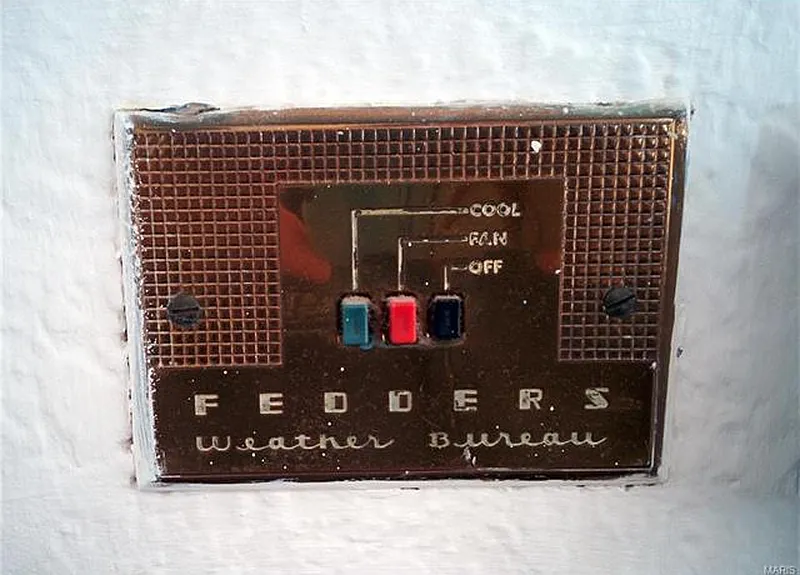 COOL
FAN
OFF
FEDDERS
Weather Bureau
MARIS